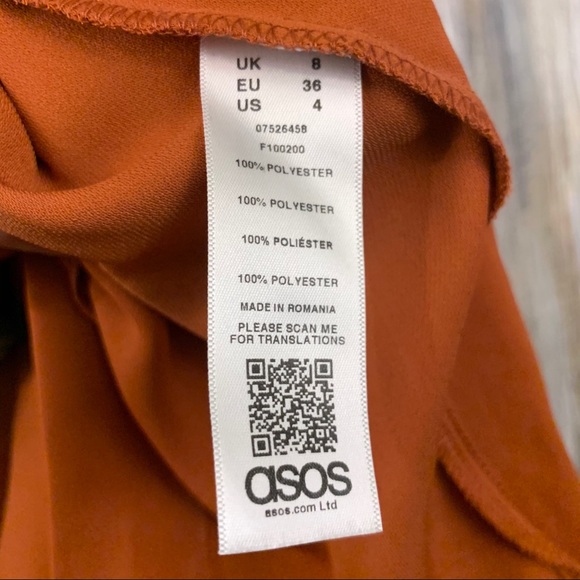 UK 8
EU 36
US 4
07526458
F100200
100% POLYESTER
100% POLYESTER
100% POLIÉSTER
100% POLYESTER
MADE IN ROMANIA
PLEASE SCAN ME
FOR TRANSLATIONS
asos
asos.com Ltd